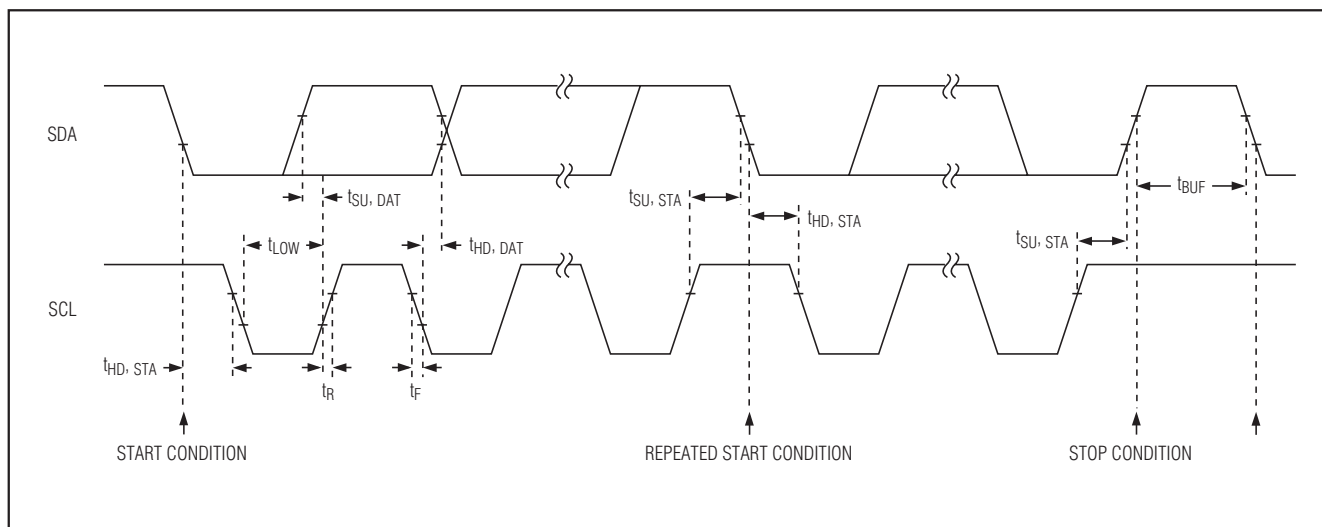 SDA
tSU, DAT
tSU, STA
tBUF
tHD, STA
tLOW
tHD, DAT
tSU, STA
SCL
tHD, STA
tR
tF
START CONDITION
REPEATED START CONDITION
STOP CONDITION